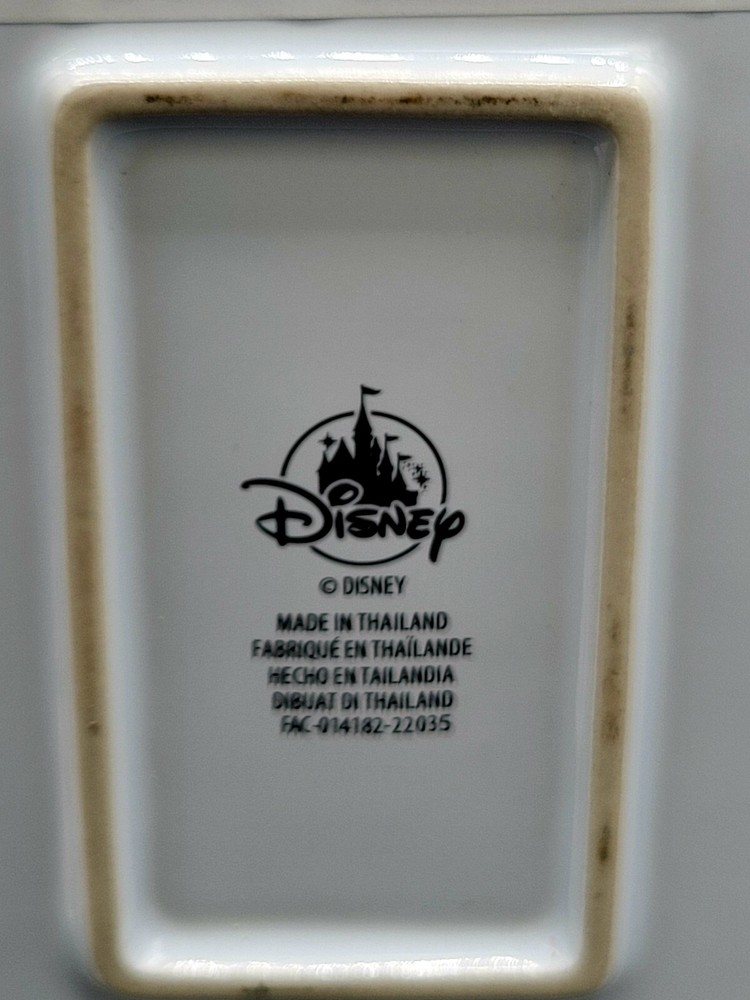 Disney
© DISNEY
MADE IN THAILAND
FABRIQUÉ EN THAÏLANDE
HECHO EN TAILANDIA
DIBUAT DI THAILAND
FAC-014182-22035